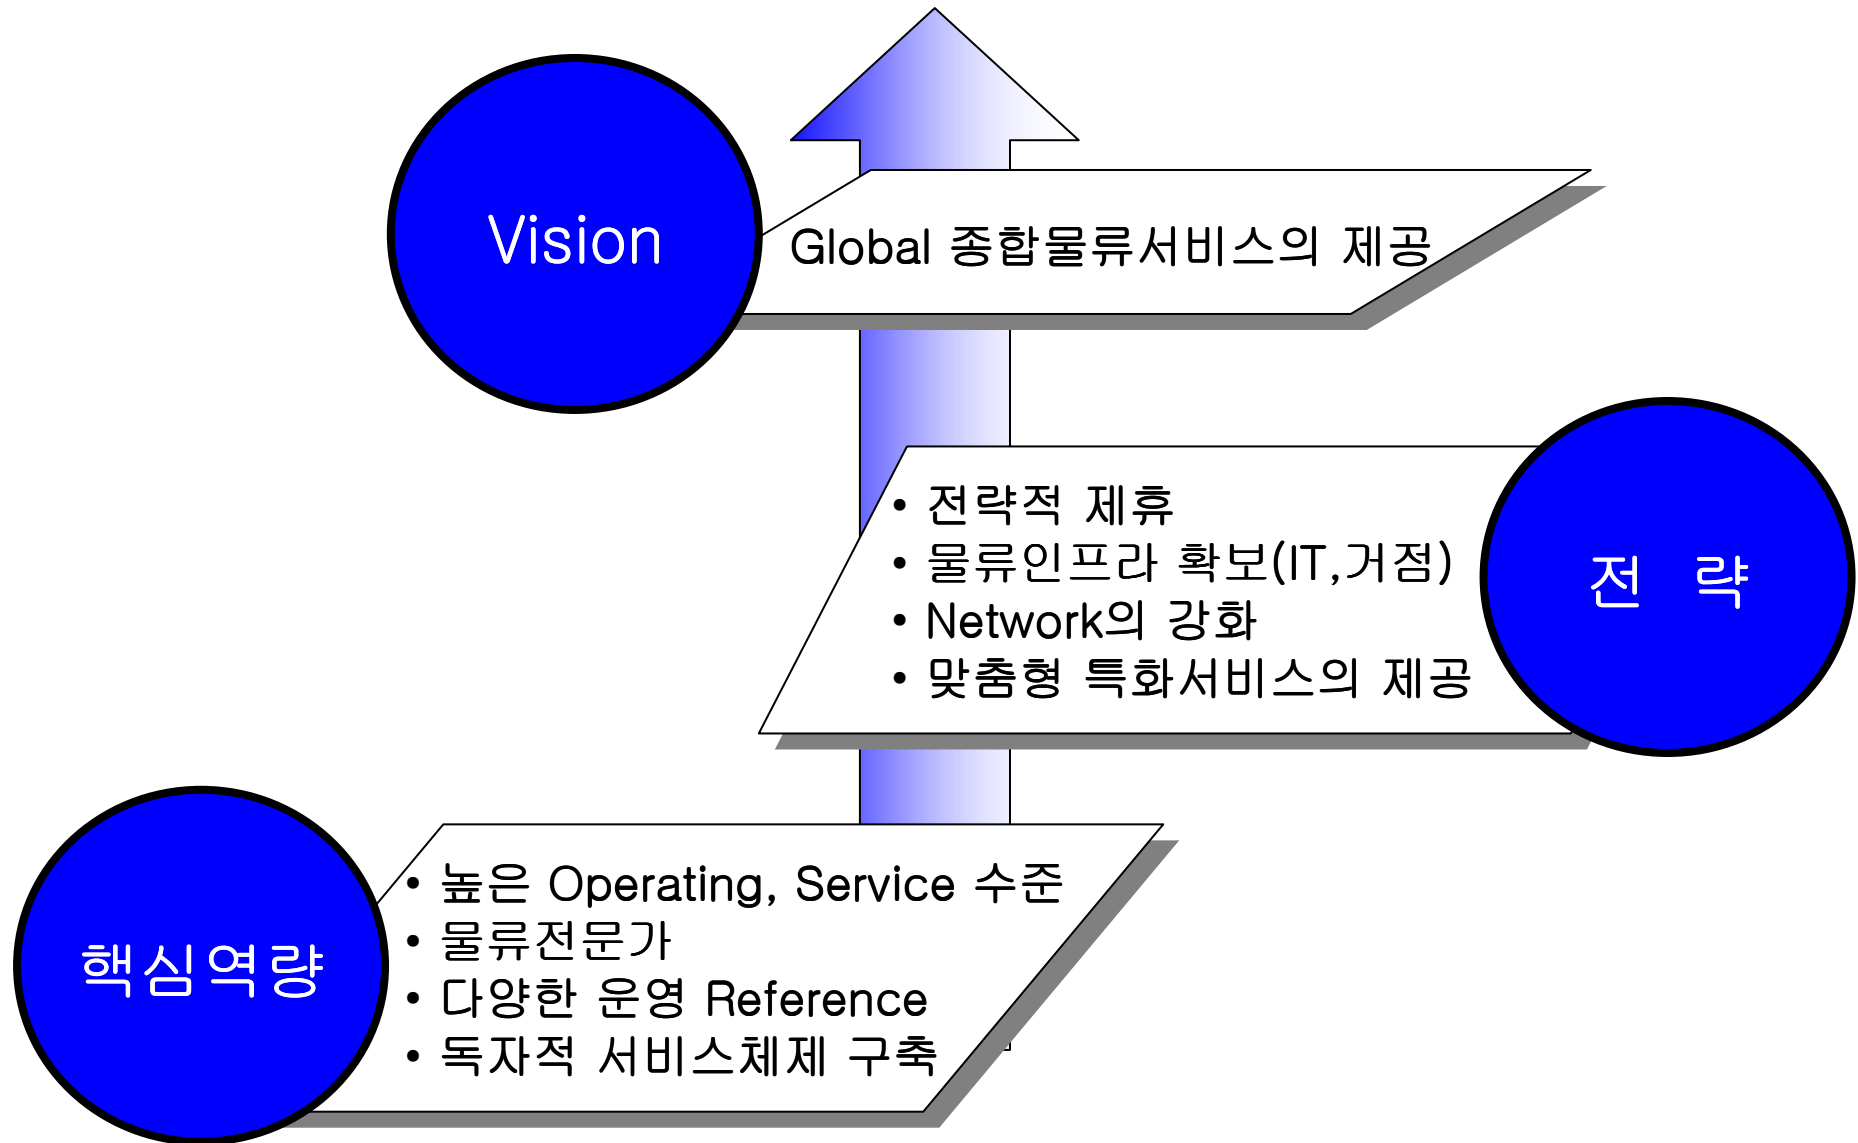 Vision
Global 종합물류서비스의 제공
• 전략적 제휴
• 물류인프라 확보(IT,거점)
• Network의 강화
• 맞춤형 특화서비스의 제공
전 략
핵심역량
• 높은 Operating, Service 수준
• 물류전문가
• 다양한 운영 Reference
• 독자적 서비스체제 구축